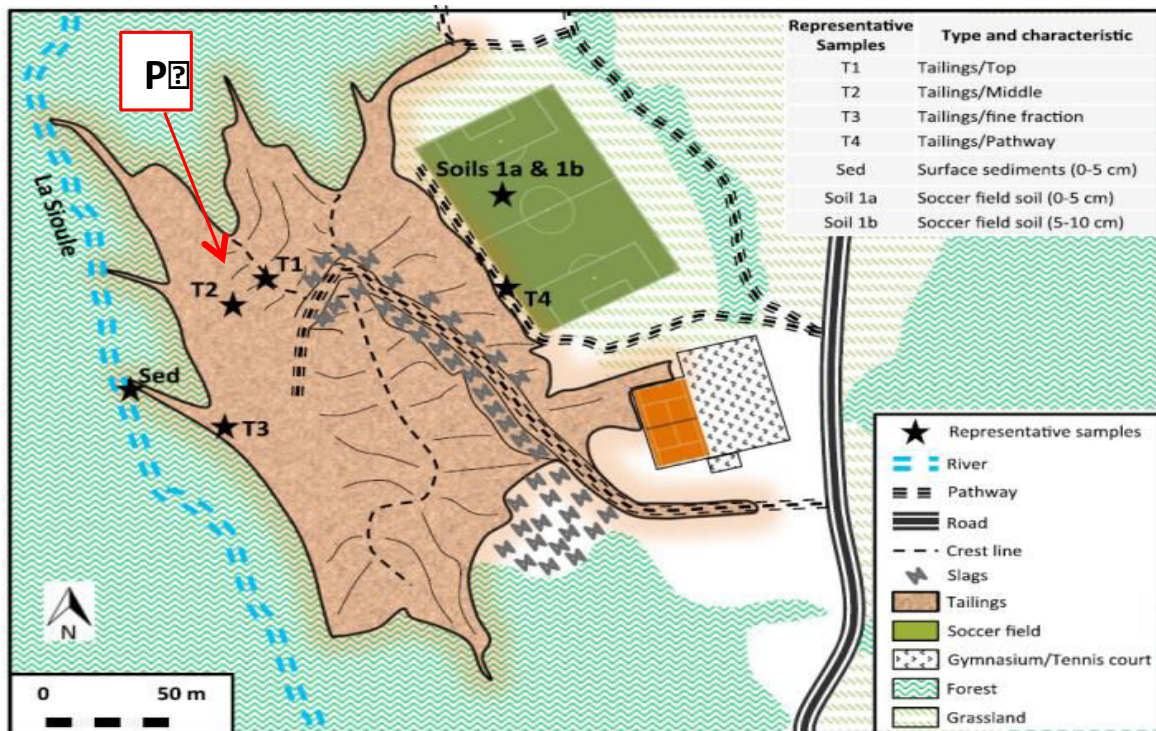 P
Representative Samples Type and characteristic
T1 Tailings/Top
T2 Tailings/Middle
T3 Tailings/fine fraction
T4 Tailings/Pathway
Sed Surface sediments (0-5 cm)
Soil 1a Soccer field soil (0-5 cm)
Soil 1b Soccer field soil (5-10 cm)
Soils 1a & 1b
La Sioule
T1
T2
T4
Sed
T3
N
0 50 m
Representative samples
River
Pathway
Road
Crest line
Slags
Tailings
Soccer field
Gymnasium/Tennis court
Forest
Grassland